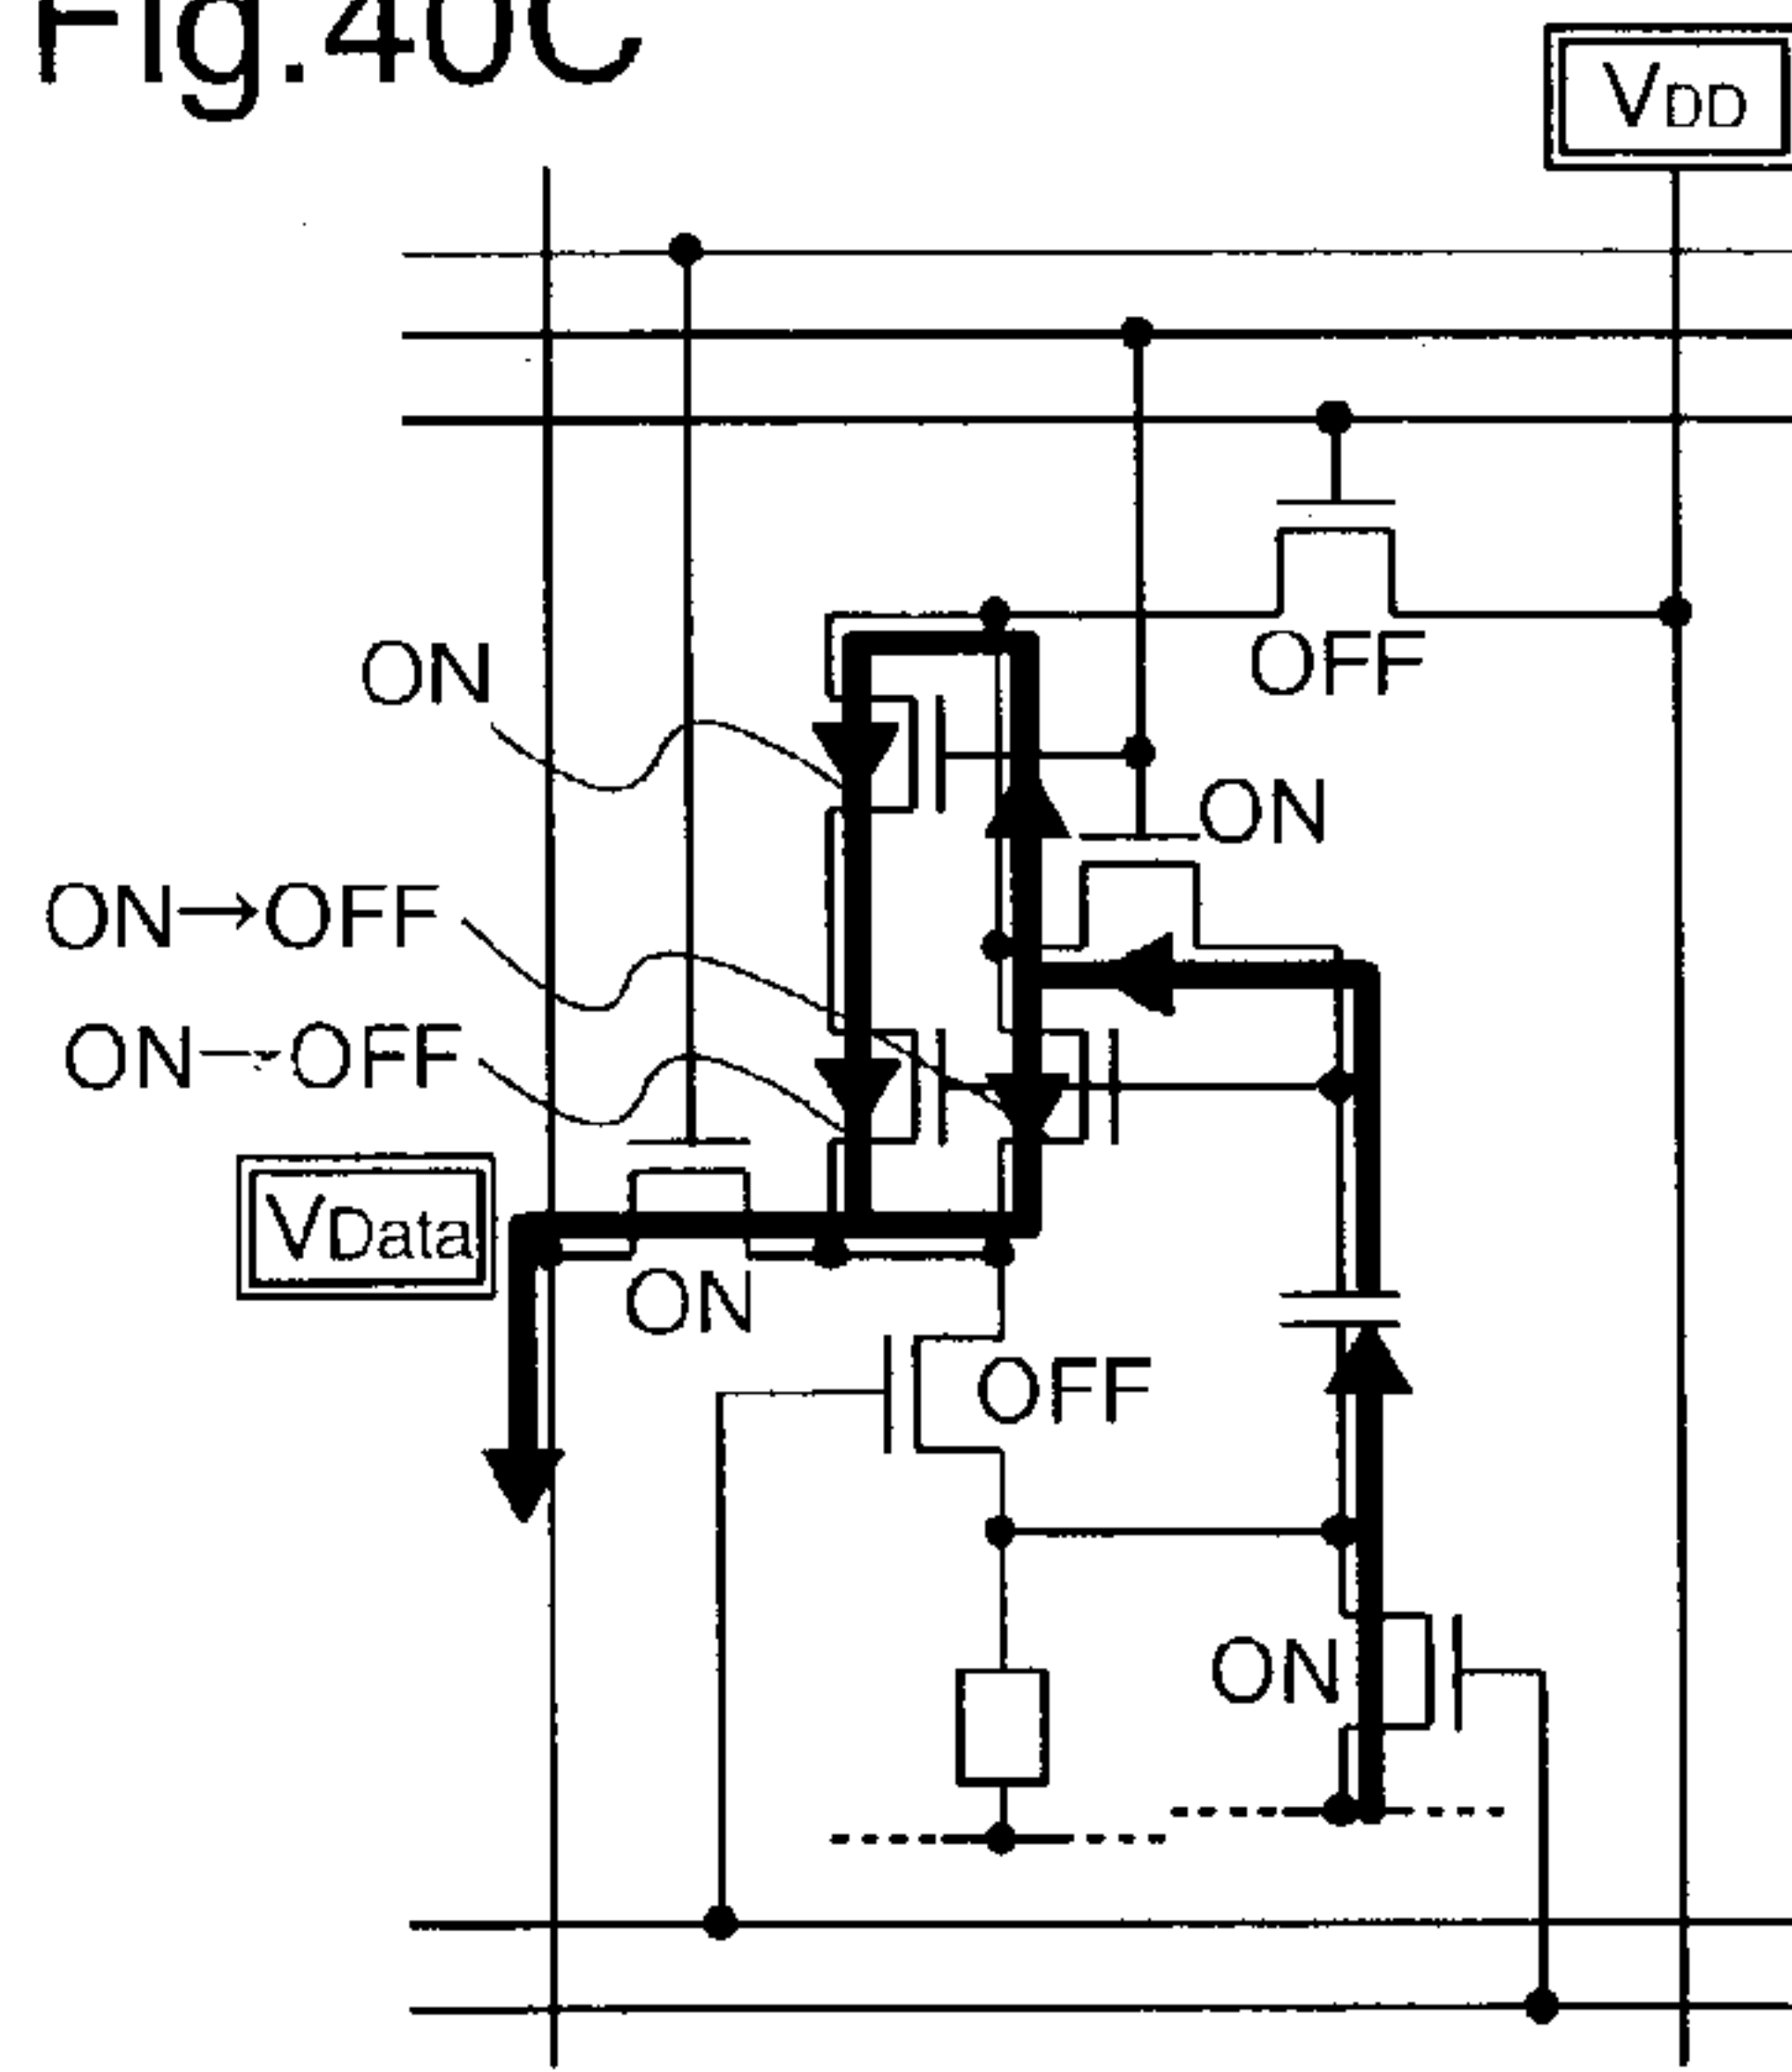 Fig.40C
VDD
OFF
ON
ON
ON→OFF
ON→OFF
VData
ON
OFF
ON